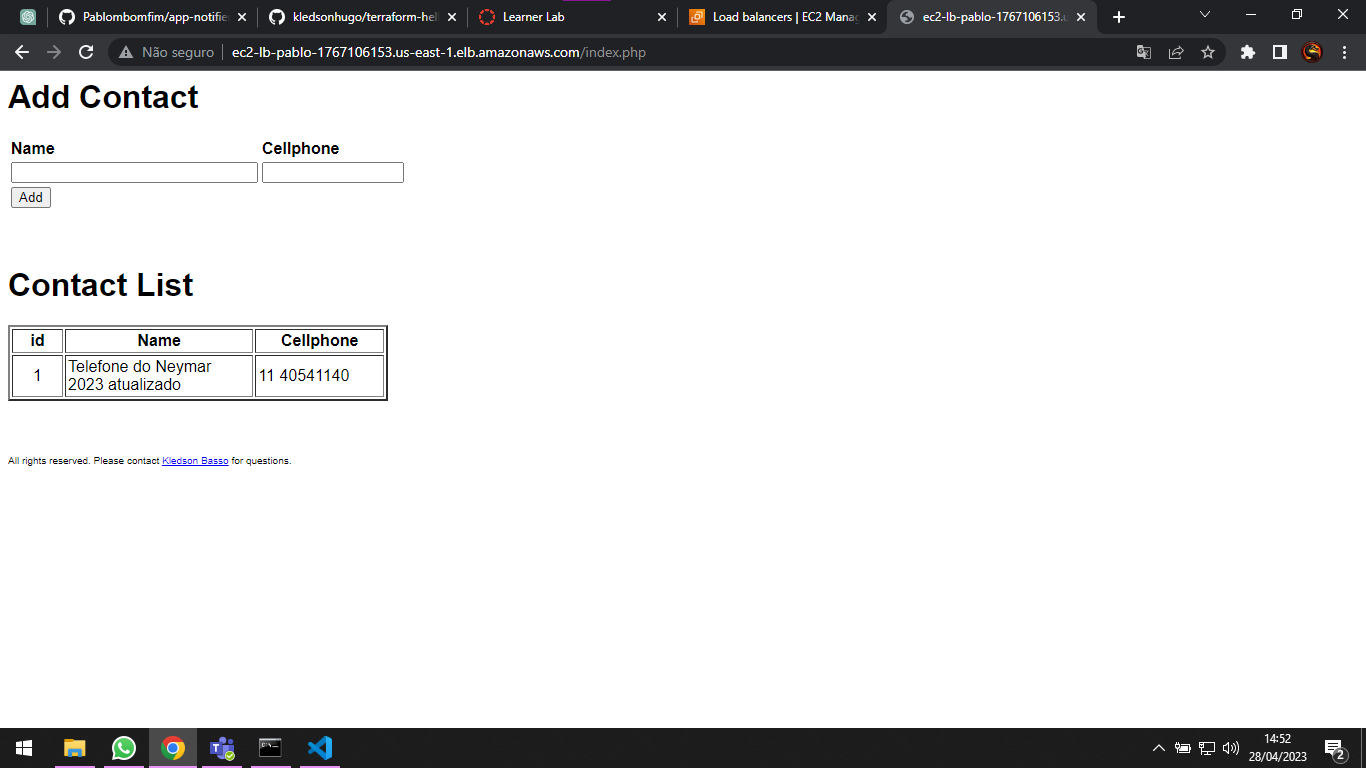 Pablombomfim/app-notifie
kledsonhugo/terraform-hell
Learner Lab
Load balancers | EC2 Manag
ec2-lb-pablo-1767106153.u
Não seguro
ec2-lb-pablo-1767106153.us-east-1.elb.amazonaws.com/index.php
Add Contact
Name Cellphone
Add
Contact List
id Name Cellphone
1 Telefone do Neymar 11 40541140
2023 atualizado
All rights reserved. Please contact Kledson Basso for questions.
14:52
28/04/2023
2